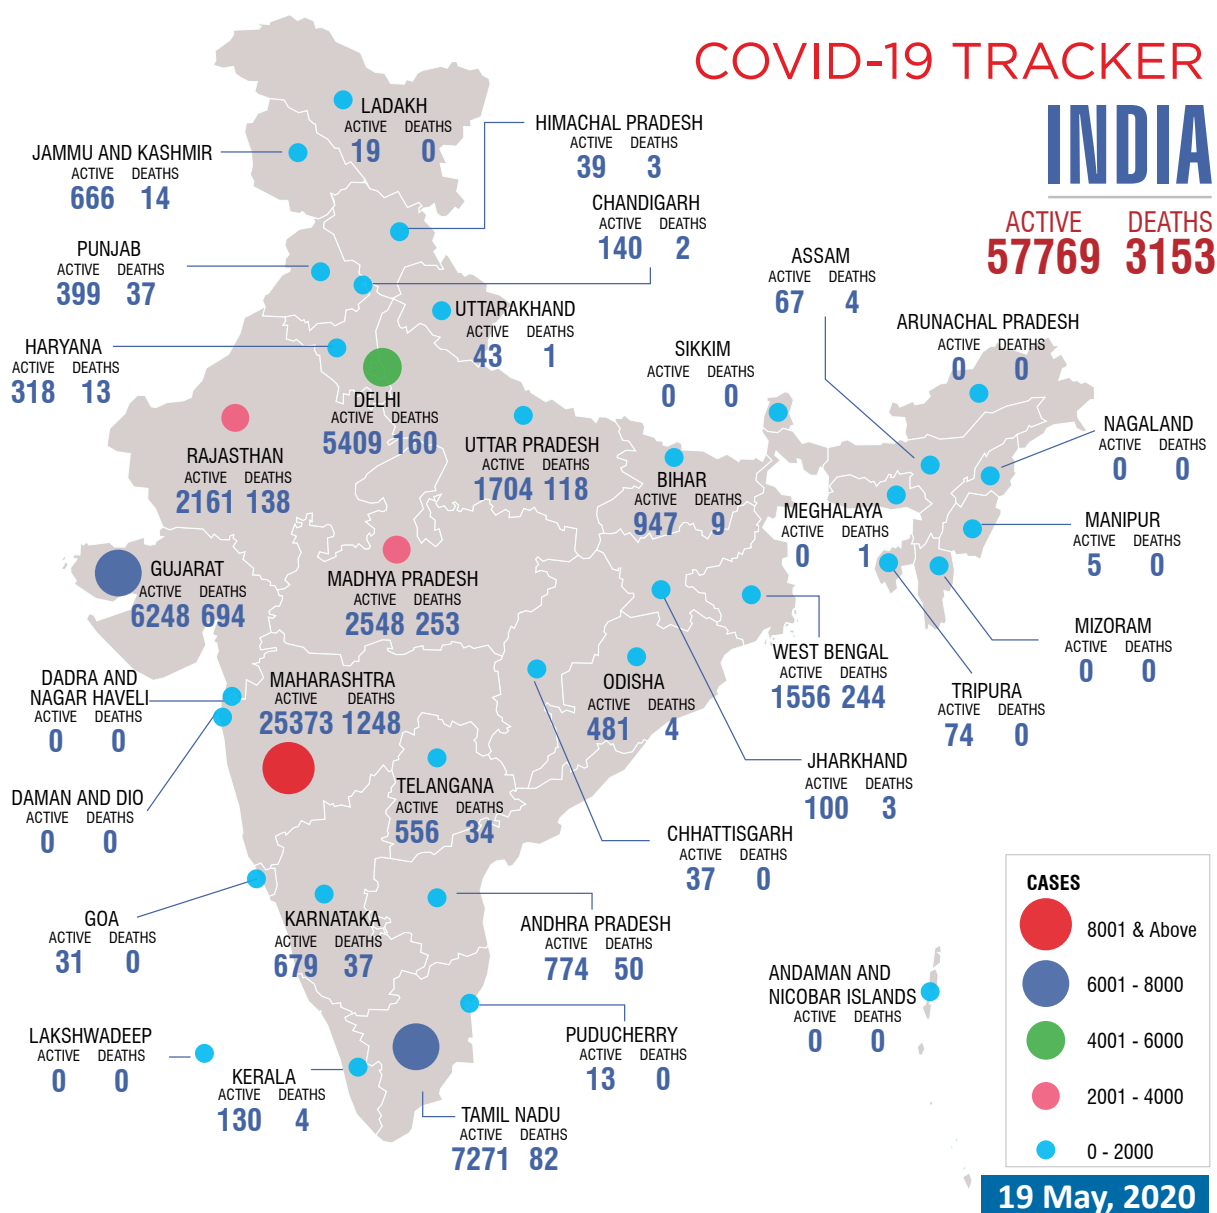 COVID-19 TRACKER
INDIA
ACTIVE DEATHS
57769 3153
LADAKH
ACTIVE DEATHS
19 0
HIMACHAL PRADESH
ACTIVE DEATHS
39 3
JAMMU AND KASHMIR
ACTIVE DEATHS
666 14
CHANDIGARH
ACTIVE DEATHS
140 2
PUNJAB
ACTIVE DEATHS
399 37
ASSAM
ACTIVE DEATHS
67 4
UTTARAKHAND
ACTIVE DEATHS
43 1
ARUNACHAL PRADESH
ACTIVE DEATHS
0 0
HARYANA
ACTIVE DEATHS
318 13
SIKKIM
ACTIVE DEATHS
0 0
DELHI
ACTIVE DEATHS
5409 160
NAGALAND
ACTIVE DEATHS
0 0
RAJASTHAN
ACTIVE DEATHS
2161 138
UTTAR PRADESH
ACTIVE DEATHS
1704 118
BIHAR
ACTIVE DEATHS
947 9
MEGHALAYA
ACTIVE DEATHS
0 1
MANIPUR
ACTIVE DEATHS
5 0
GUJARAT
ACTIVE DEATHS
6248 694
MADHYA PRADESH
ACTIVE DEATHS
2548 253
MIZORAM
ACTIVE DEATHS
0 0
WEST BENGAL
ACTIVE DEATHS
1556 244
DADRA AND
NAGAR HAVELI
ACTIVE DEATHS
0 0
MAHARASHTRA
ACTIVE DEATHS
25373 1248
ODISHA
ACTIVE DEATHS
481 4
TRIPURA
ACTIVE DEATHS
74 0
JHARKHAND
ACTIVE DEATHS
100 3
DAMAN AND DIO
ACTIVE DEATHS
0 0
TELANGANA
ACTIVE DEATHS
556 34
CHHATTISGARH
ACTIVE DEATHS
37 0
GOA
ACTIVE DEATHS
31 0
KARNATAKA
ACTIVE DEATHS
679 37
ANDHRA PRADESH
ACTIVE DEATHS
774 50
ANDAMAN AND
NICOBAR ISLANDS
ACTIVE DEATHS
0 0
LAKSHWADEEP
ACTIVE DEATHS
0 0
KERALA
ACTIVE DEATHS
130 4
PUDUCHERRY
ACTIVE DEATHS
13 0
TAMIL NADU
ACTIVE DEATHS
7271 82
CASES
8001 & Above
6001 - 8000
4001 - 6000
2001 - 4000
0 - 2000
19 May, 2020